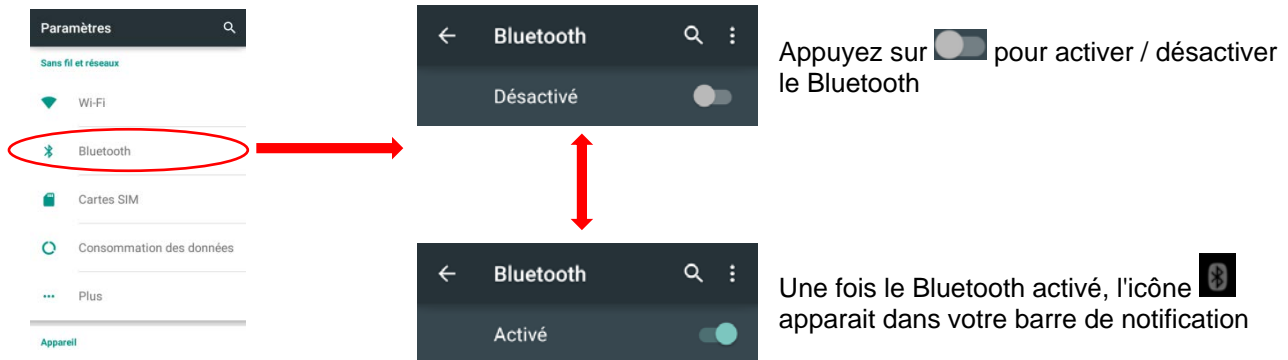 Paramètres
Sans fil et réseaux
Wi-Fi
Bluetooth
Cartes SIM
Consommation des données
Plus
Appareil
Bluetooth
Désactivé
Appuyez sur pour activer / désactiver
le Bluetooth
Bluetooth
Activé
Une fois le Bluetooth activé, l'icône
apparait dans votre barre de notification